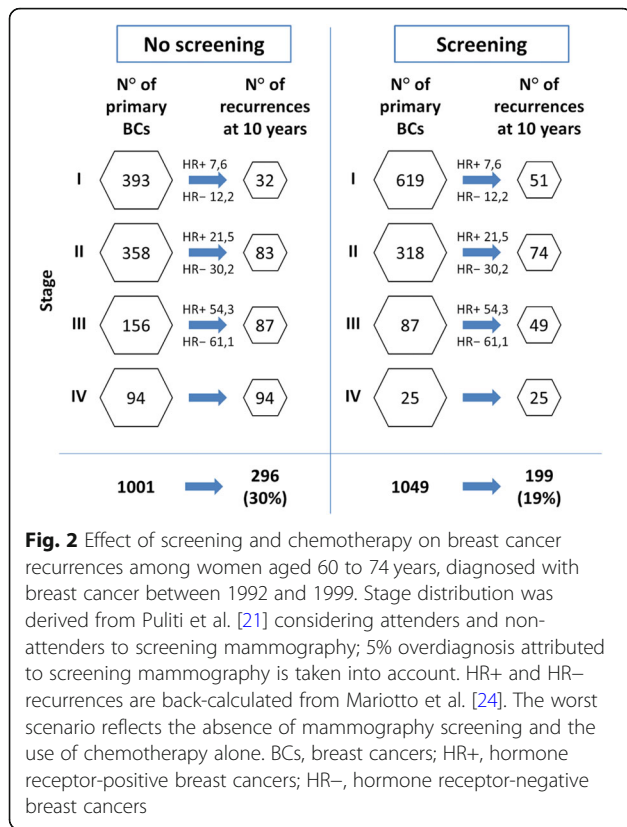 No screening
Screening
N° of primary BCs
N° of recurrences at 10 years
N° of primary BCs
N° of recurrences at 10 years
Stage
I
393
HR+ 7,6
HR− 12,2
32
I
619
HR+ 7,6
HR− 12,2
51
II
358
HR+ 21,5
HR− 30,2
83
II
318
HR+ 21,5
HR− 30,2
74
III
156
HR+ 54,3
HR− 61,1
87
III
87
HR+ 54,3
HR− 61,1
49
IV
94
94
IV
25
25
1001
296
(30%)
1049
199
(19%)
Fig. 2 Effect of screening and chemotherapy on breast cancer
recurrences among women aged 60 to 74 years, diagnosed with
breast cancer between 1992 and 1999. Stage distribution was
derived from Puliti et al. [21] considering attenders and non-
attenders to screening mammography; 5% overdiagnosis attributed
to screening mammography is taken into account. HR+ and HR−
recurrences are back-calculated from Mariotto et al. [24]. The worst
scenario reflects the absence of mammography screening and the
use of chemotherapy alone. BCs, breast cancers; HR+, hormone
receptor-positive breast cancers; HR−, hormone receptor-negative
breast cancers